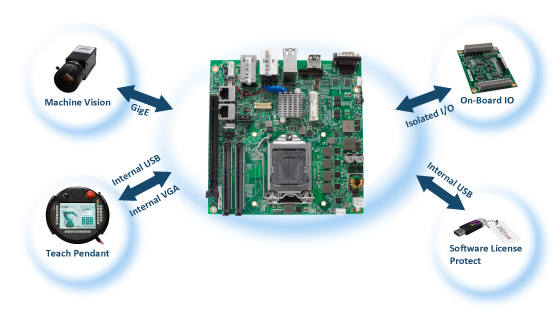 Machine Vision
GigE
Isolated I/O
On-Board IO
Internal USB
Internal VGA
Teach Pendant
Internal USB
Software License
Protect